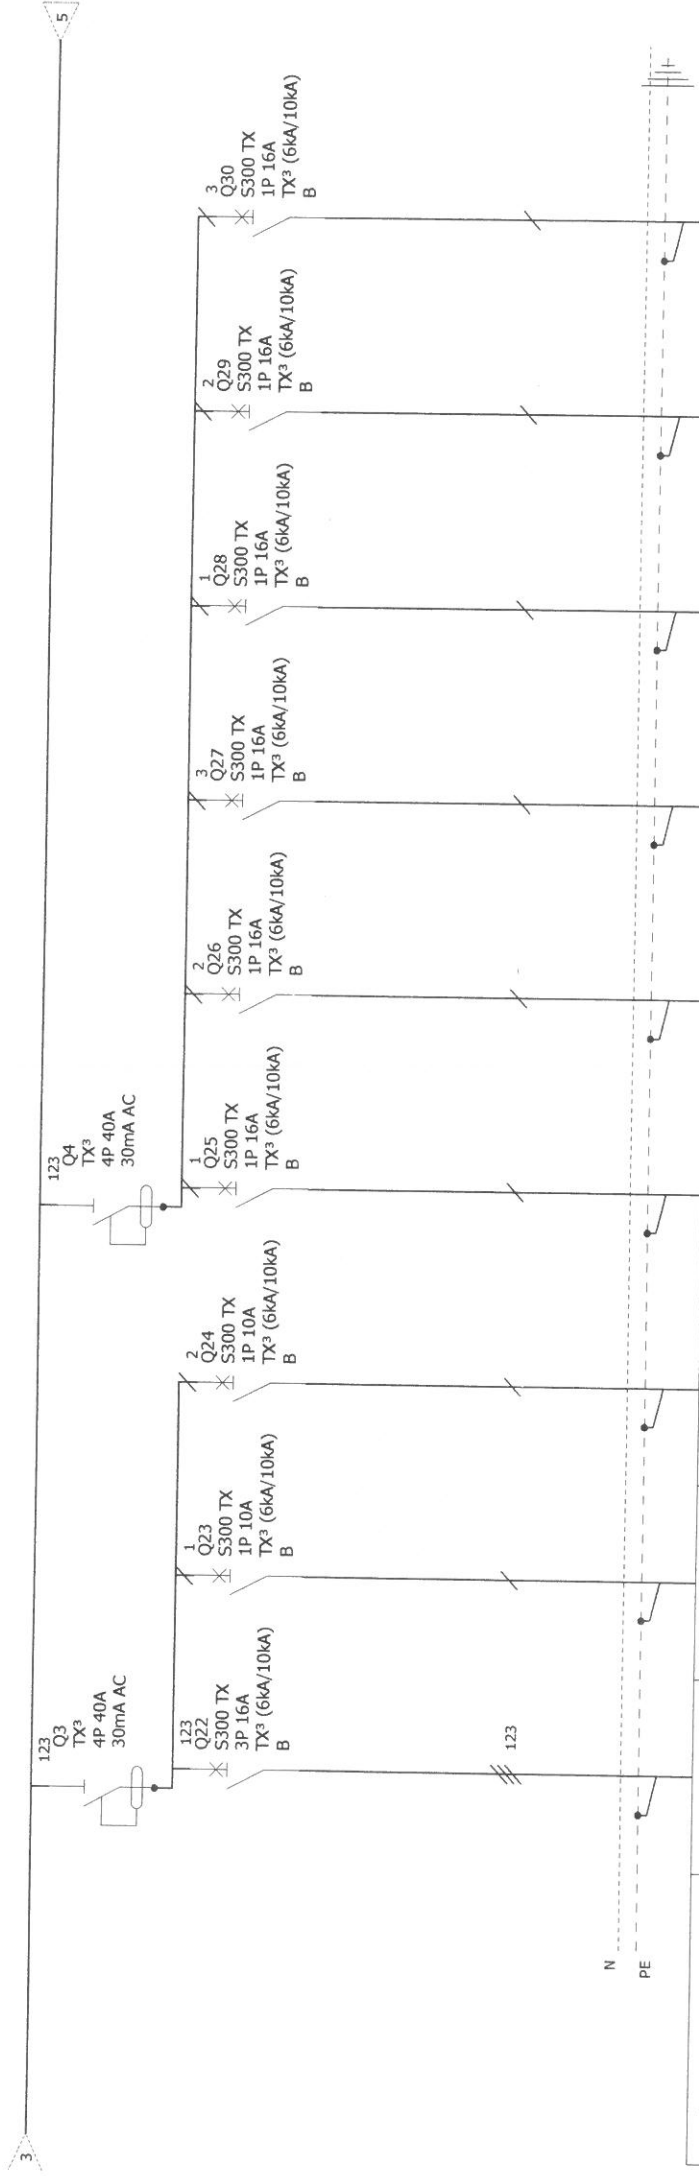 3
5
123
Q3
TX³
4P 40A
30mA AC
123
Q4
TX³
4P 40A
30mA AC
123
Q22
S300 TX
3P 16A
TX³ (6kA/10kA)
B
1
Q23
S300 TX
1P 10A
TX³ (6kA/10kA)
B
2
Q24
S300 TX
1P 10A
TX³ (6kA/10kA)
B
1
Q25
S300 TX
1P 16A
TX³ (6kA/10kA)
B
2
Q26
S300 TX
1P 16A
TX³ (6kA/10kA)
B
3
Q27
S300 TX
1P 16A
TX³ (6kA/10kA)
B
1
Q28
S300 TX
1P 16A
TX³ (6kA/10kA)
B
2
Q29
S300 TX
1P 16A
TX³ (6kA/10kA)
B
3
Q30
S300 TX
1P 16A
TX³ (6kA/10kA)
B
123
N
PE